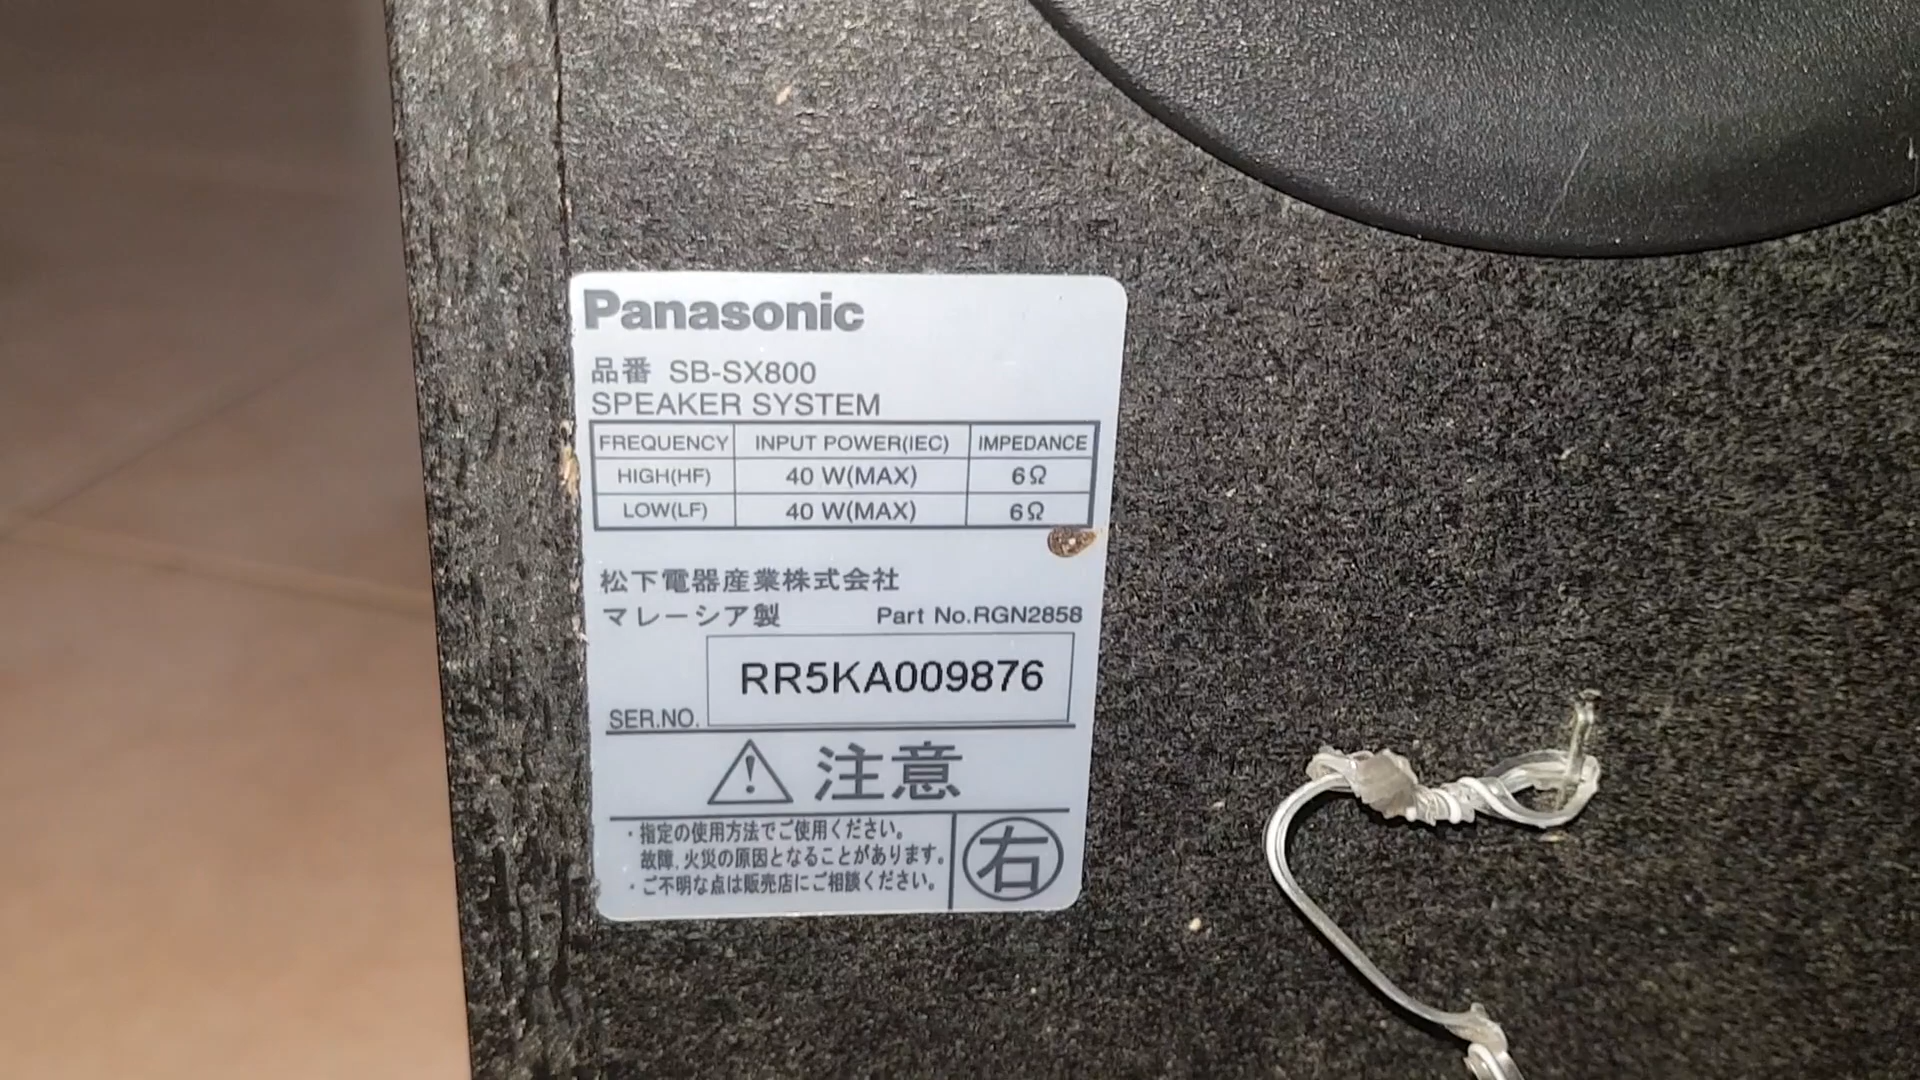 Panasonic
品番 SB-SX800
SPEAKER SYSTEM
FREQUENCY INPUT POWER(IEC) IMPEDANCE
HIGH(HF) 40 W(MAX) 6Ω
LOW(LF) 40 W(MAX) 6Ω
松下電器産業株式会社
マレーシア製 Part No.RGN2858
RR5KA009876
SER.NO.
注意
・指定の使用方法でご使用ください。
故障,火災の原因となることがあります。
・ご不明な点は販売店にご相談ください。
右